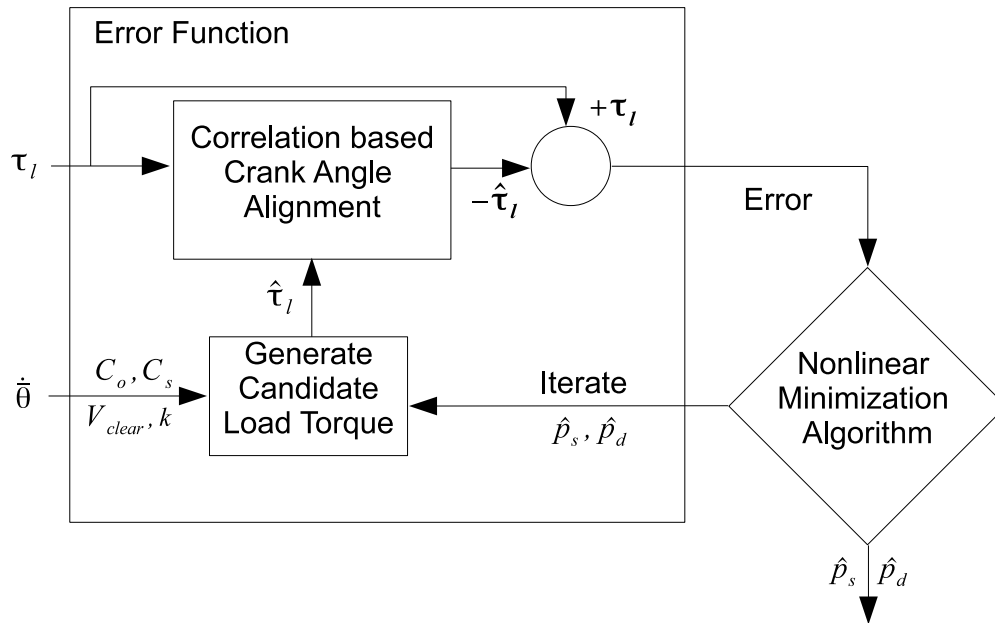 Error Function
+τ_l
τ_l
Correlation based
Crank Angle
Alignment
−τ̂_l
Error
τ̂_l
θ̄̇
C_o, C_s
V_clear, k
Generate
Candidate
Load Torque
Iterate
p̂_s, p̂_d
Nonlinear
Minimization
Algorithm
p̂_s p̂_d